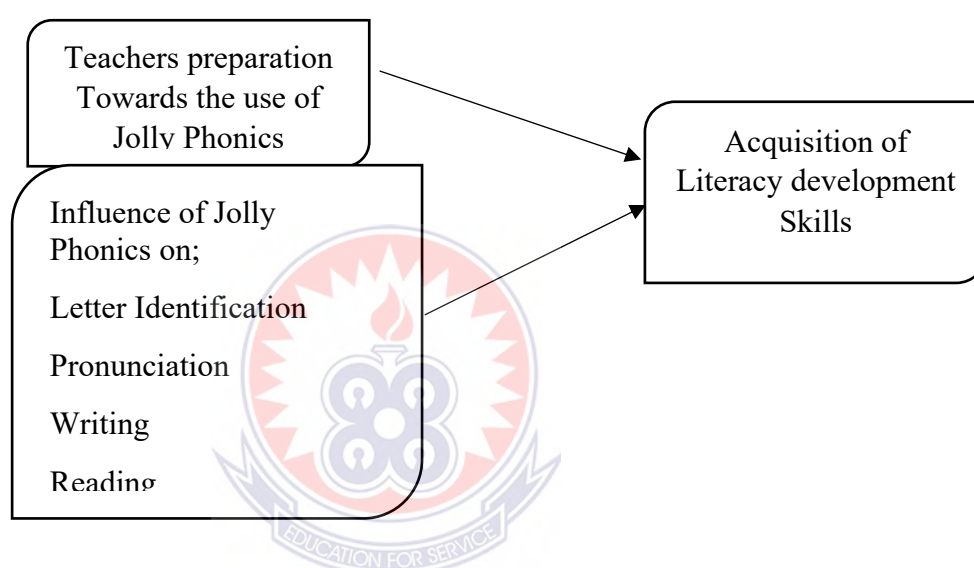 Teachers preparation
Towards the use of
Jolly Phonics
Influence of Jolly
Phonics on;
Letter Identification
Pronunciation
Writing
Reading
Acquisition of
Literacy development
Skills
EDUCATION FOR SERVICE